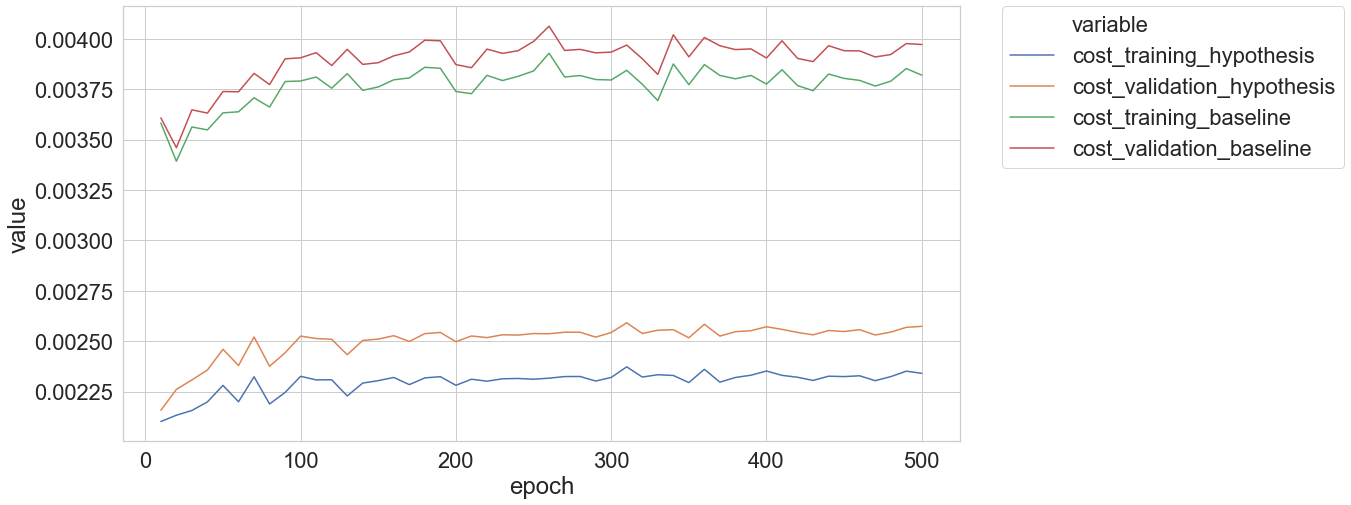 0.00400
0.00375
0.00350
0.00325
0.00300
0.00275
0.00250
0.00225
value
0 100 200 300 400 500
epoch
variable
cost_training_hypothesis
cost_validation_hypothesis
cost_training_baseline
cost_validation_baseline